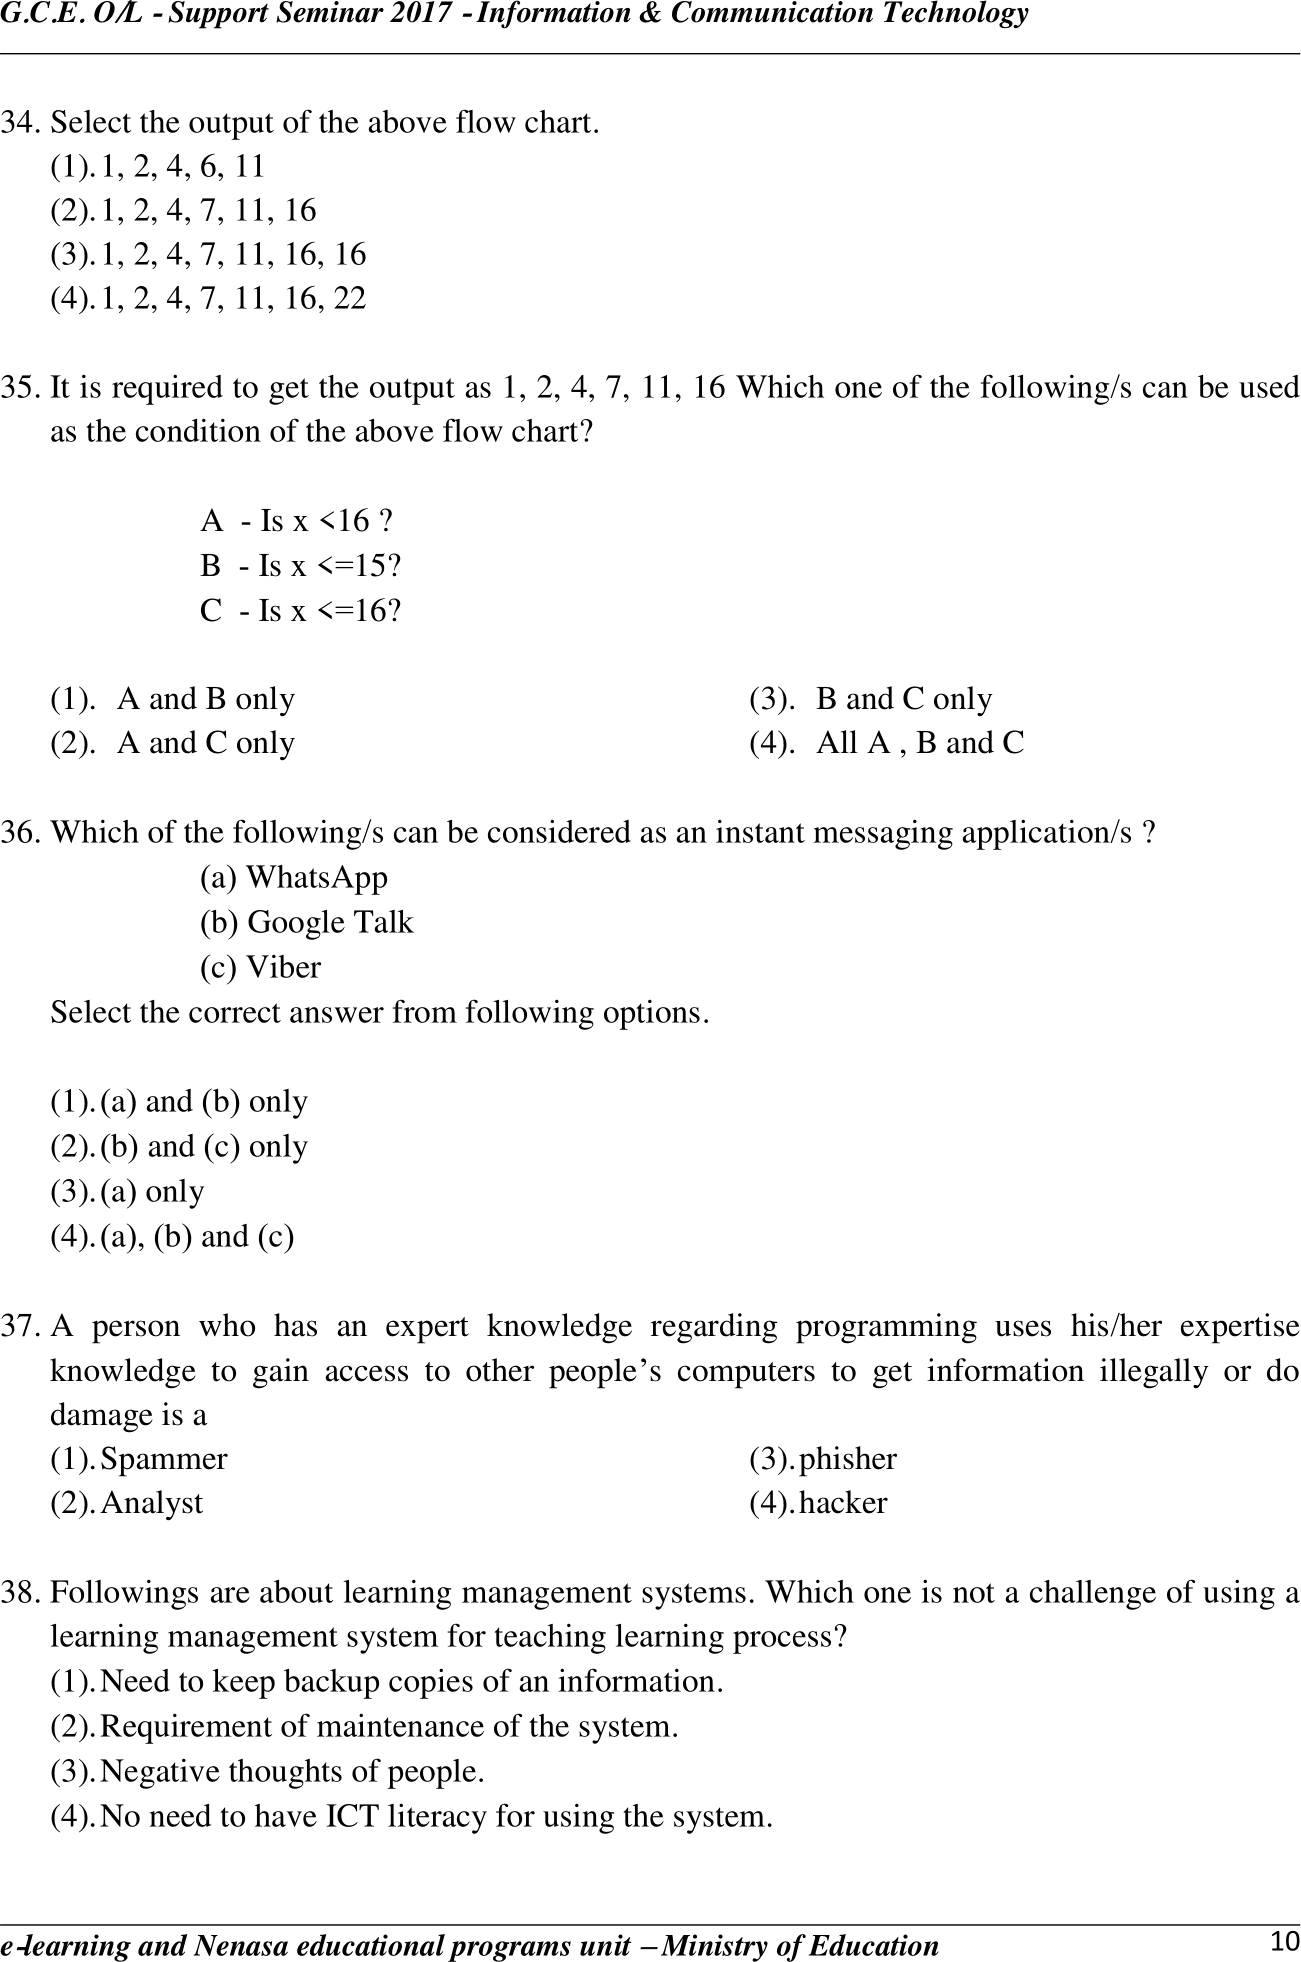 G.C.E. O/L - Support Seminar 2017 - Information & Communication Technology
34. Select the output of the above flow chart.
(1). 1, 2, 4, 6, 11
(2). 1, 2, 4, 7, 11, 16
(3). 1, 2, 4, 7, 11, 16, 16
(4). 1, 2, 4, 7, 11, 16, 22
35. It is required to get the output as 1, 2, 4, 7, 11, 16 Which one of the following/s can be used
as the condition of the above flow chart?
A - Is x <16 ?
B - Is x <=15?
C - Is x <=16?
(1). A and B only (3). B and C only
(2). A and C only (4). All A , B and C
36. Which of the following/s can be considered as an instant messaging application/s ?
(a) WhatsApp
(b) Google Talk
(c) Viber
Select the correct answer from following options.
(1). (a) and (b) only
(2). (b) and (c) only
(3). (a) only
(4). (a), (b) and (c)
37. A person who has an expert knowledge regarding programming uses his/her expertise
knowledge to gain access to other people’s computers to get information illegally or do
damage is a
(1). Spammer (3). phisher
(2). Analyst (4). hacker
38. Followings are about learning management systems. Which one is not a challenge of using a
learning management system for teaching learning process?
(1). Need to keep backup copies of an information.
(2). Requirement of maintenance of the system.
(3). Negative thoughts of people.
(4). No need to have ICT literacy for using the system.
e-learning and Nenasa educational programs unit – Ministry of Education 10